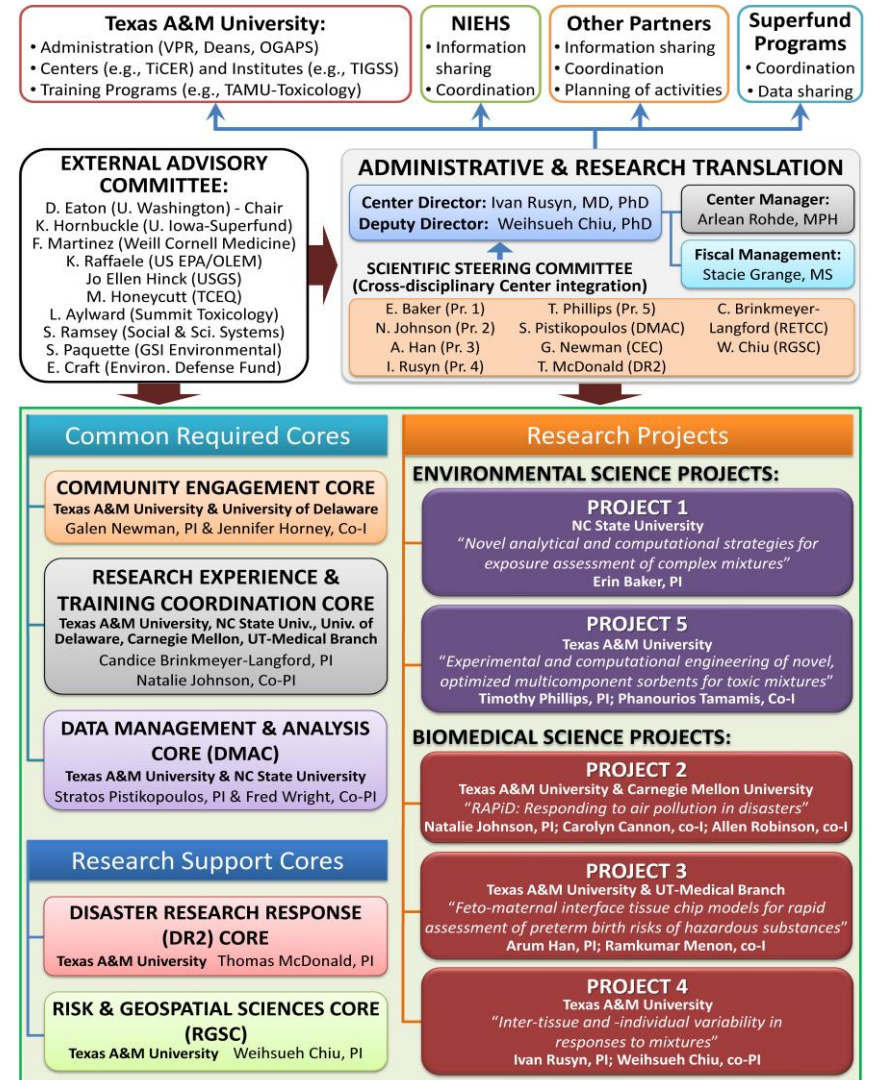 Texas A&M University:
• Administration (VPR, Deans, OGAPS)
• Centers (e.g., TiCER) and Institutes (e.g., TIGSS)
• Training Programs (e.g., TAMU-Toxicology)
NIEHS
• Information
sharing
• Coordination
Other Partners
• Information sharing
• Coordination
• Planning of activities
Superfund
Programs
• Coordination
• Data sharing
EXTERNAL ADVISORY
COMMITTEE:
D. Eaton (U. Washington) - Chair
K. Hornbuckle (U. Iowa-Superfund)
F. Martinez (Weill Cornell Medicine)
K. Raffaele (US EPA/OLEM)
Jo Ellen Hinck (USGS)
M. Honeycutt (TCEQ)
L. Aylward (Summit Toxicology)
S. Ramsey (Social & Sci. Systems)
S. Paquette (GSI Environmental)
E. Craft (Environ. Defense Fund)
ADMINISTRATIVE & RESEARCH TRANSLATION
Center Director: Ivan Rusyn, MD, PhD
Deputy Director: Weihsueh Chiu, PhD
Center Manager:
Arlean Rohde, MPH
Fiscal Management:
Stacie Grange, MS
SCIENTIFIC STEERING COMMITTEE
(Cross-disciplinary Center integration)
E. Baker (Pr. 1)
N. Johnson (Pr. 2)
A. Han (Pr. 3)
I. Rusyn (Pr. 4)
T. Phillips (Pr. 5)
S. Pistikopoulos (DMAC)
G. Newman (CEC)
T. McDonald (DR2)
C. Brinkmeyer-
Langford (RETCC)
W. Chiu (RGSC)
Common Required Cores
COMMUNITY ENGAGEMENT CORE
Texas A&M University & University of Delaware
Galen Newman, PI & Jennifer Horney, Co-I
RESEARCH EXPERIENCE &
TRAINING COORDINATION CORE
Texas A&M University, NC State Univ., Univ. of
Delaware, Carnegie Mellon, UT-Medical Branch
Candice Brinkmeyer-Langford, PI
Natalie Johnson, Co-PI
DATA MANAGEMENT & ANALYSIS
CORE (DMAC)
Texas A&M University & NC State University
Stratos Pistikopoulos, PI & Fred Wright, Co-PI
Research Support Cores
DISASTER RESEARCH RESPONSE
(DR2) CORE
Texas A&M University Thomas McDonald, PI
RISK & GEOSPATIAL SCIENCES CORE
(RGSC)
Texas A&M University Weihsueh Chiu, PI
Research Projects
ENVIRONMENTAL SCIENCE PROJECTS:
PROJECT 1
NC State University
"Novel analytical and computational strategies for
exposure assessment of complex mixtures"
Erin Baker, PI
PROJECT 5
Texas A&M University
"Experimental and computational engineering of novel,
optimized multicomponent sorbents for toxic mixtures"
Timothy Phillips, PI; Phanourios Tamamis, Co-I
BIOMEDICAL SCIENCE PROJECTS:
PROJECT 2
Texas A&M University & Carnegie Mellon University
"RAPiD: Responding to air pollution in disasters"
Natalie Johnson, PI; Carolyn Cannon, co-I; Allen Robinson, co-I
PROJECT 3
Texas A&M University & UT-Medical Branch
"Feto-maternal interface tissue chip models for rapid
assessment of preterm birth risks of hazardous substances"
Arum Han, PI; Ramkumar Menon, co-I
PROJECT 4
Texas A&M University
"Inter-tissue and -individual variability in
responses to mixtures"
Ivan Rusyn, PI; Weihsueh Chiu, co-PI